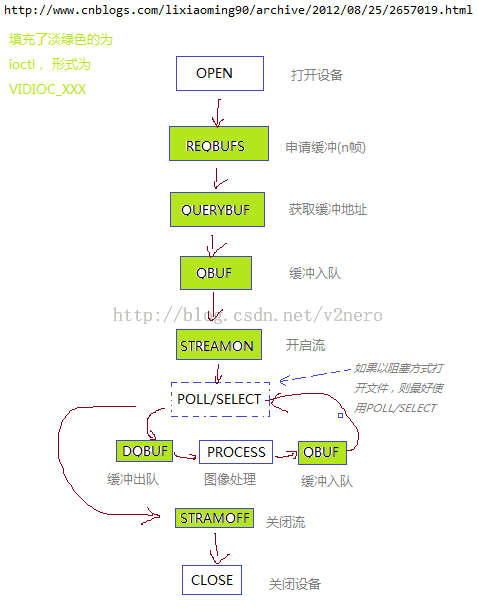 http://www.cnblogs.com/lixiaoming90/archive/2012/08/25/2657019.html
填充了淡绿色的为
ioctl，形式为
VIDIOC_XXX
OPEN
打开设备
REQBUFS
申请缓冲(n帧)
QUERYBUF
获取缓冲地址
QBUF
缓冲入队
http://blog.csdn.net/v2nero
STREAMON
开启流
POLL/SELECT
如果以阻塞方式打
开文件，则最好使
用POLL/SELECT
DQBUF
PROCESS
QBUF
缓冲出队
图像处理
缓冲入队
STRAMOFF
关闭流
CLOSE
关闭设备